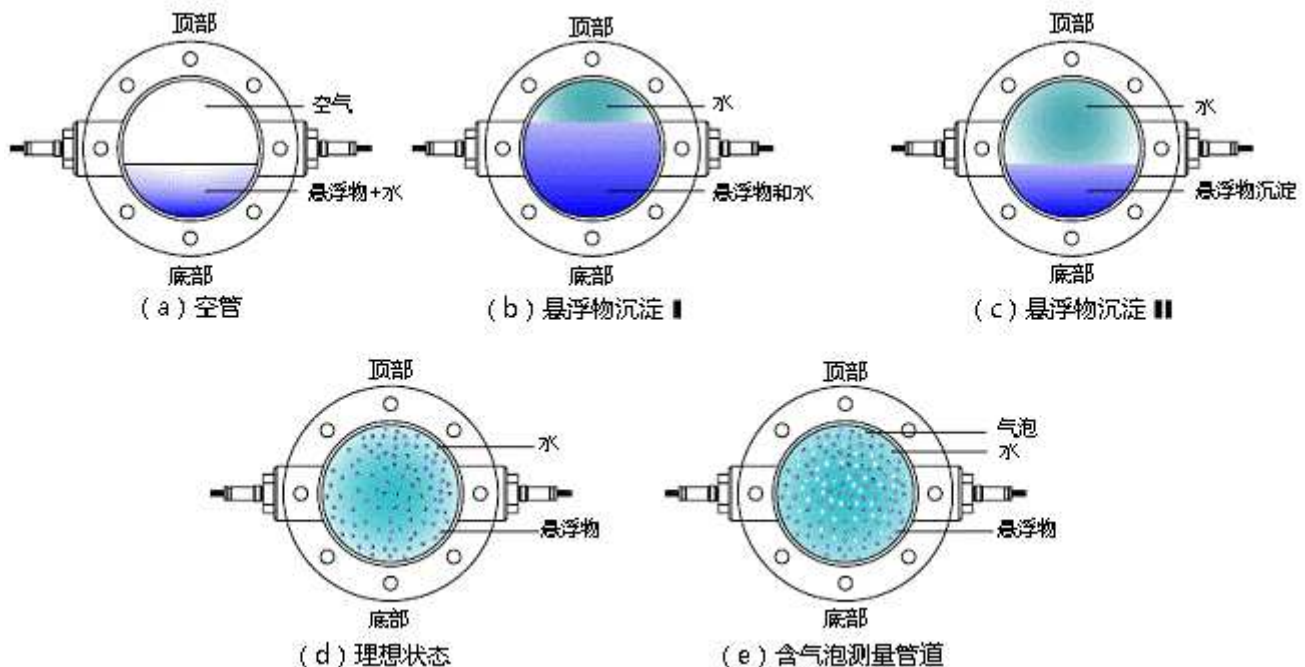 顶部
空气
悬浮物+水
底部
(a)空管
顶部
水
悬浮物和水
底部
(b)悬浮物沉淀 I
顶部
水
悬浮物沉淀
底部
(c)悬浮物沉淀 II
顶部
水
悬浮物
底部
(d)理想状态
顶部
气泡
水
悬浮物
底部
(e)含气泡测量管道